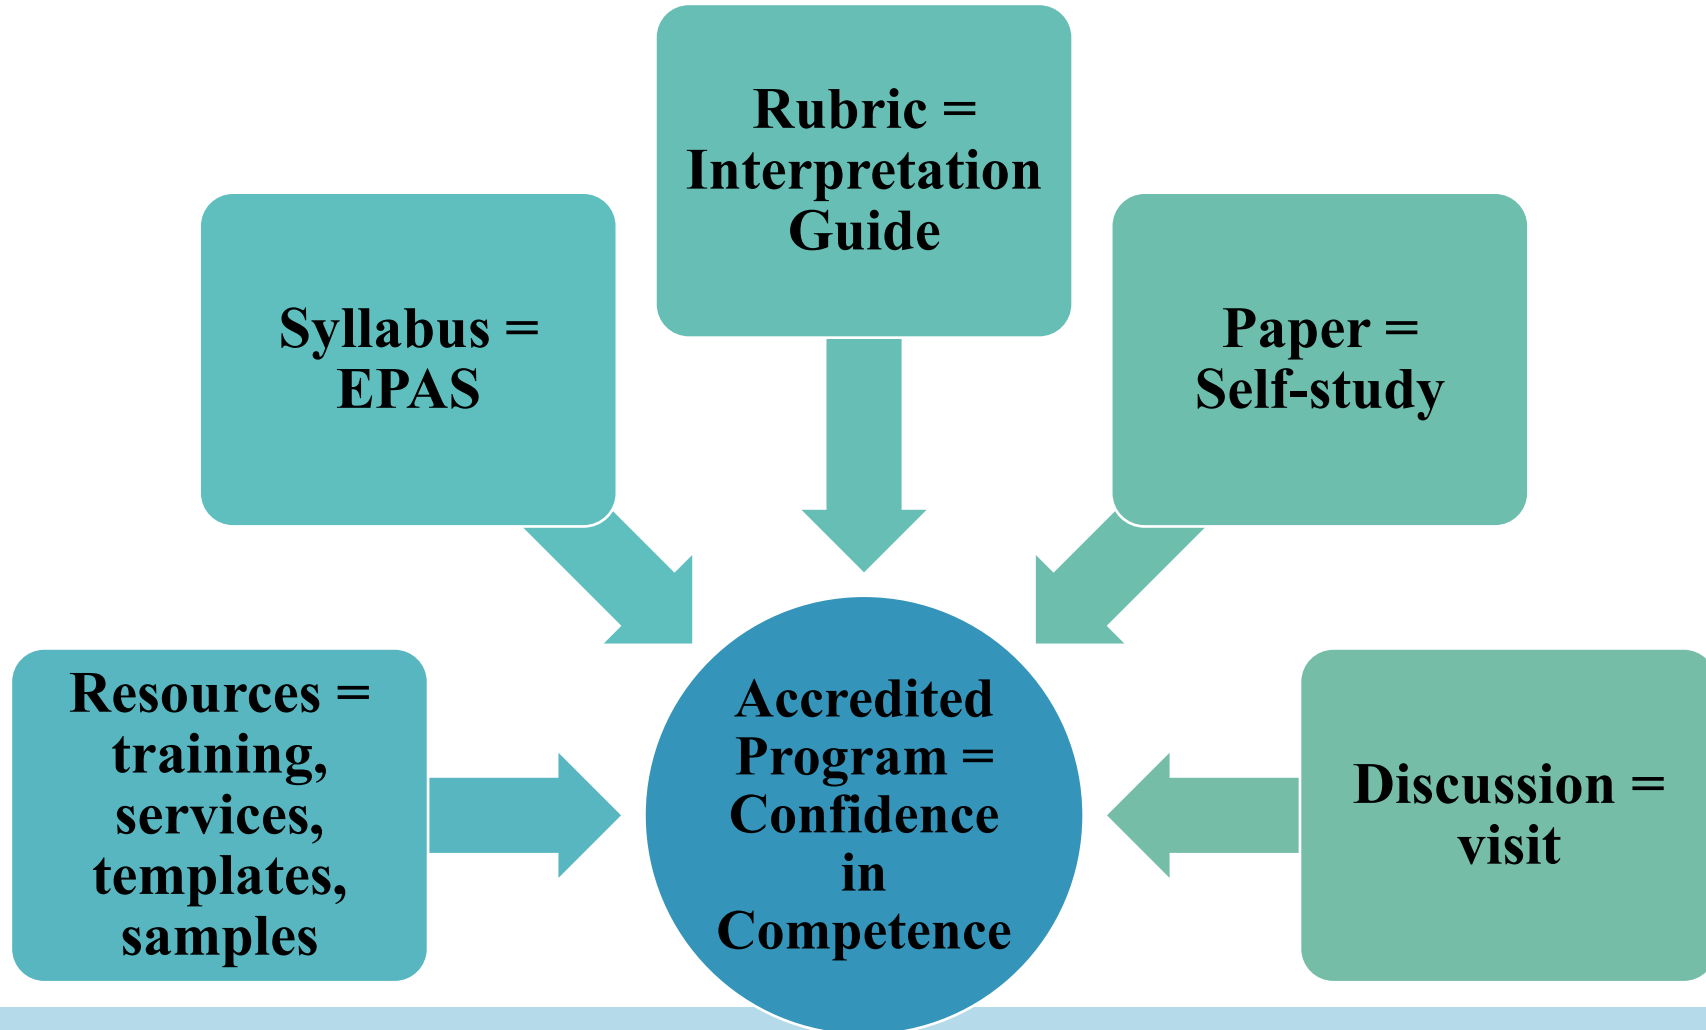 Rubric =
Interpretation
Guide
Syllabus =
EPAS
Paper =
Self-study
Resources =
training,
services,
templates,
samples
Accredited
Program =
Confidence
in
Competence
Discussion =
visit